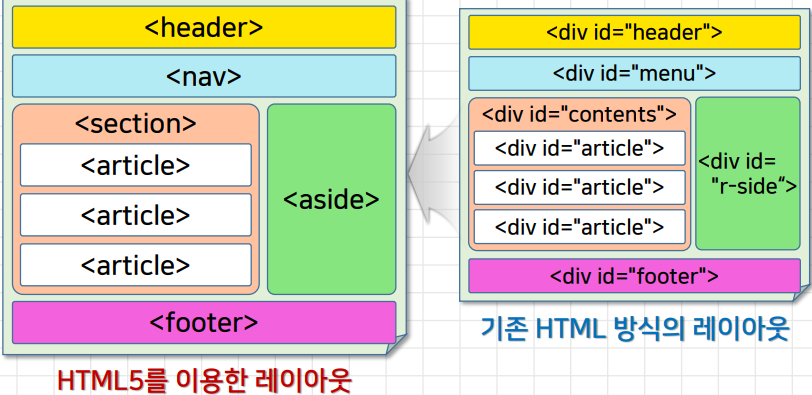 <header>
<nav>
<section>
<article>
<article>
<article>
<aside>
<footer>
HTML5를 이용한 레이아웃
<div id="header">
<div id="menu">
<div id="contents">
<div id="article">
<div id="article">
<div id="article">
<div id=
"r-side“>
<div id="footer">
기존 HTML 방식의 레이아웃